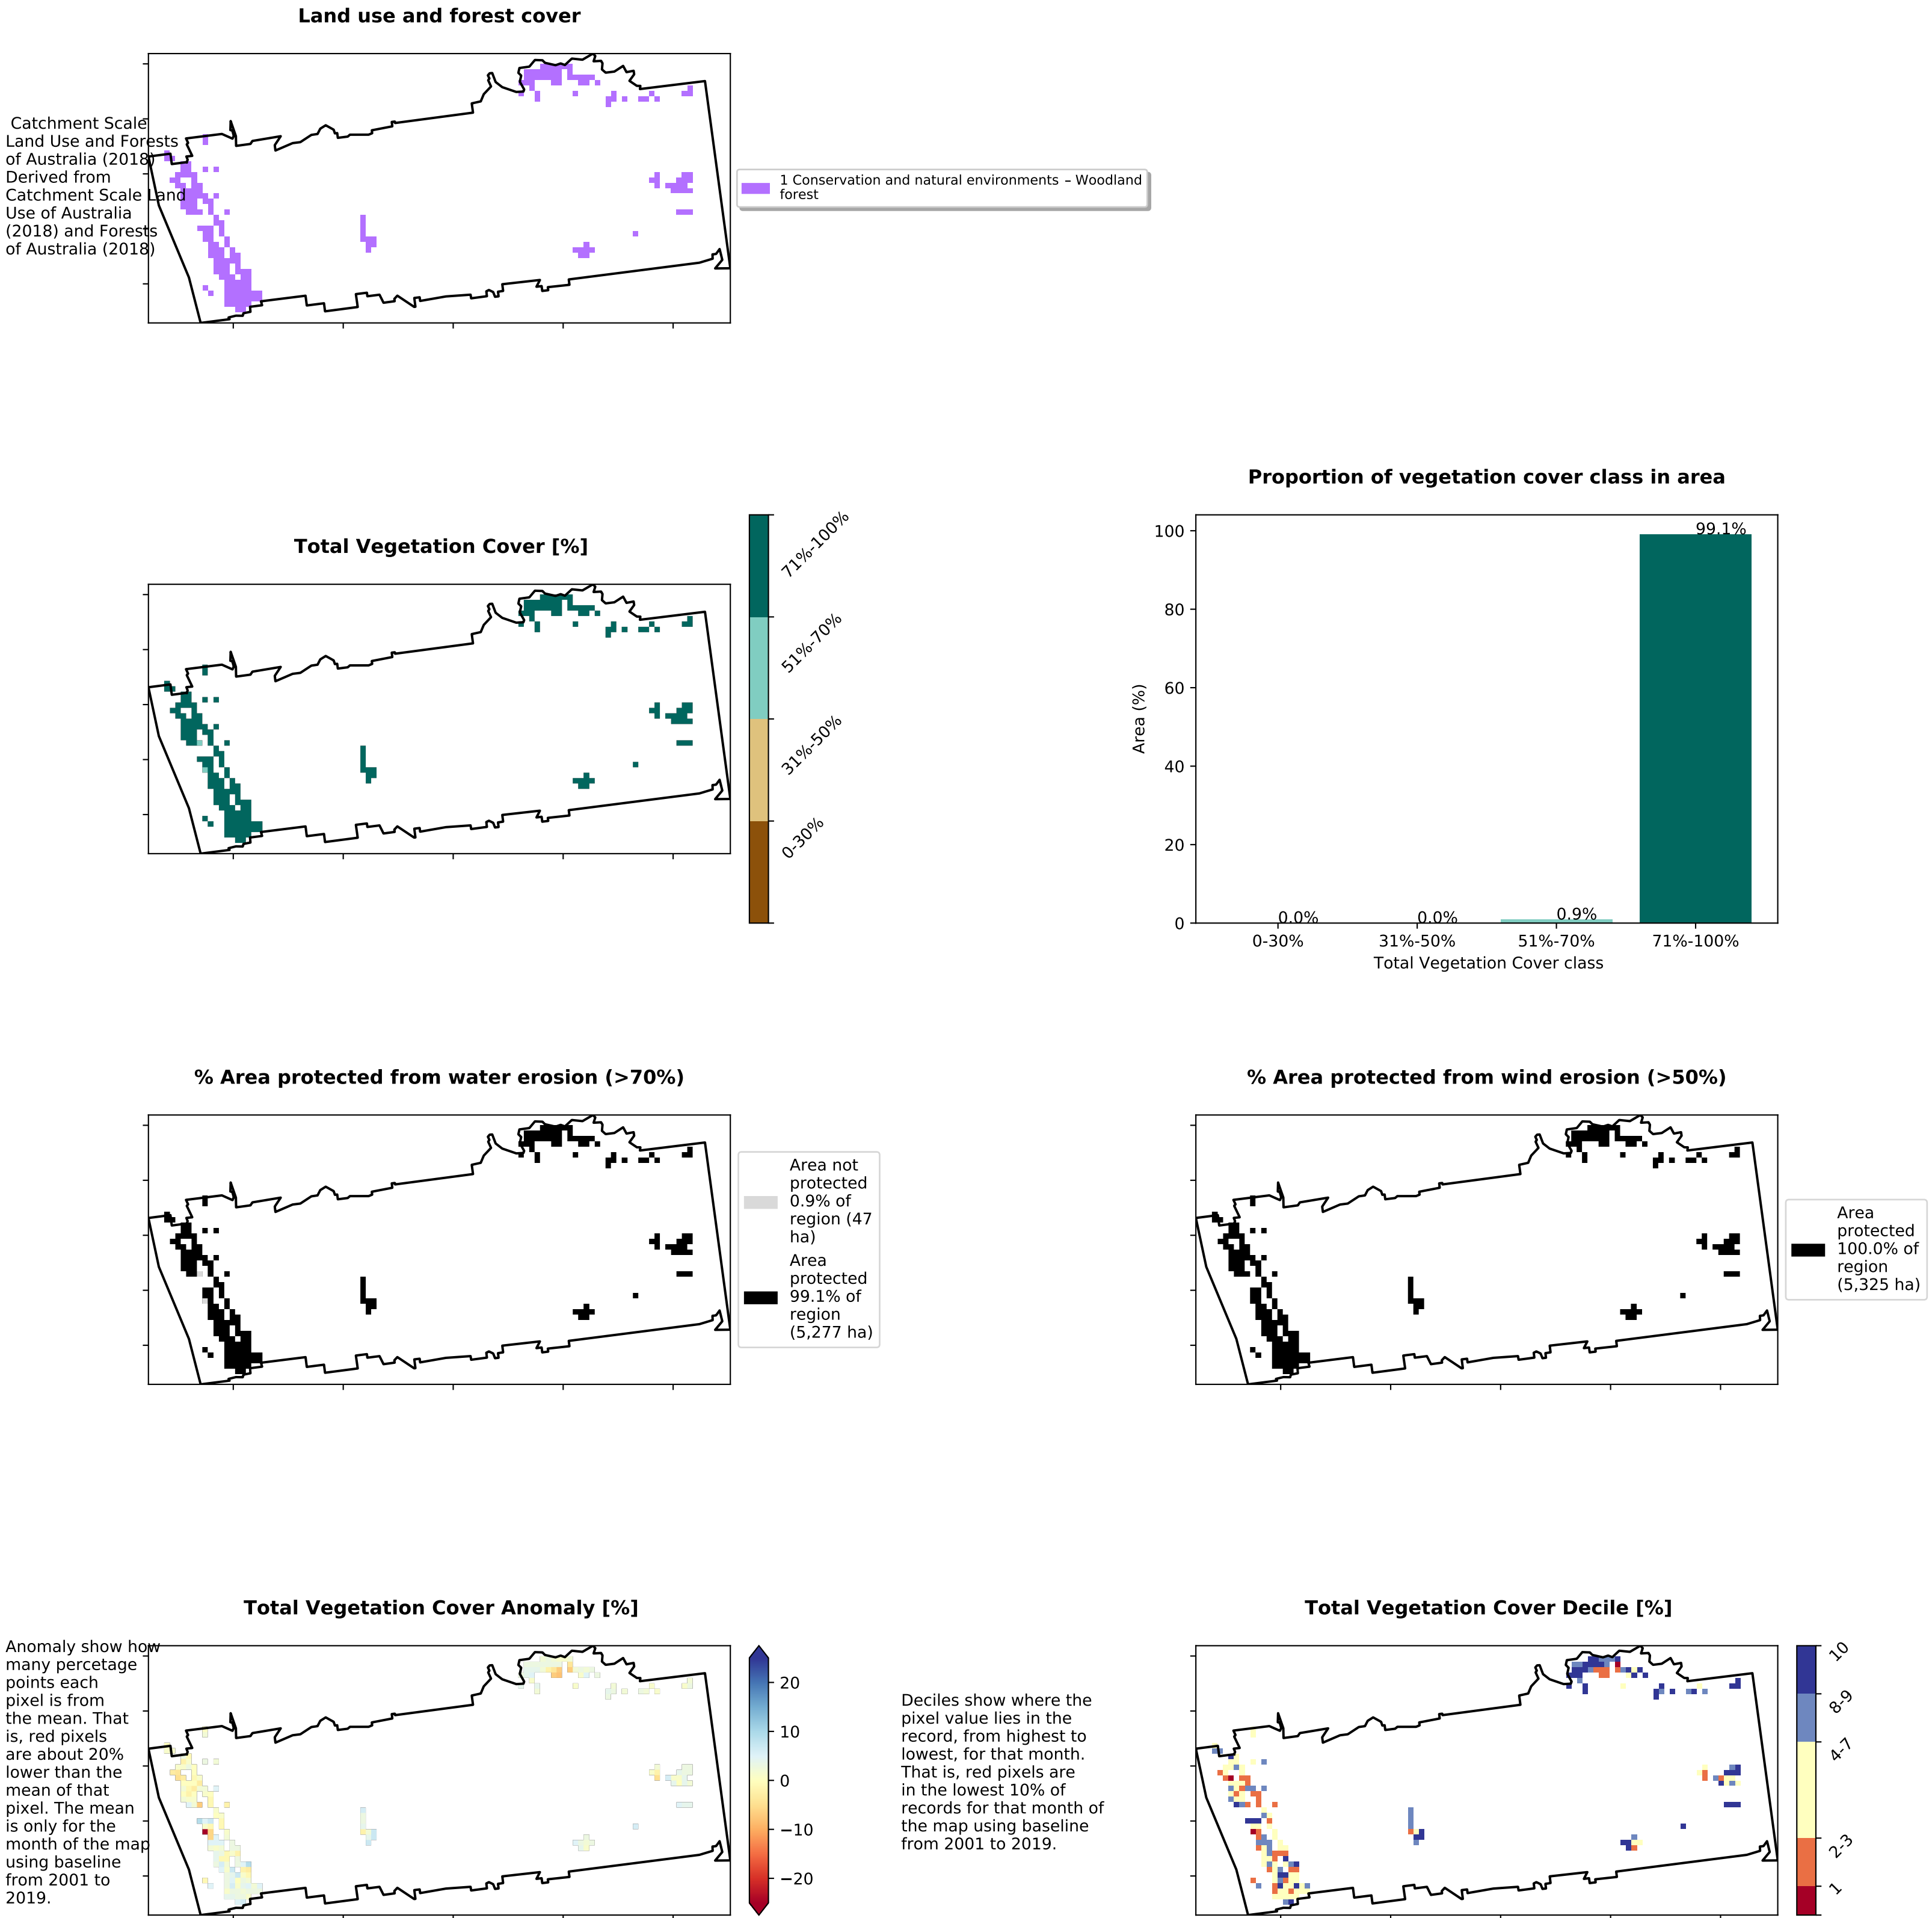 Land use and forest cover
Catchment Scale
Land Use and Forests
of Australia (2018)
Derived from
Catchment Scale Land
Use of Australia
(2018) and Forests
of Australia (2018)
1 Conservation and natural environments – Woodland
forest
Total Vegetation Cover [%]
71%-100%
51%-70%
31%-50%
0-30%
Proportion of vegetation cover class in area
Area (%)
100
80
60
40
20
0
0.0%
0.0%
0.9%
99.1%
0-30%
31%-50%
51%-70%
71%-100%
Total Vegetation Cover class
% Area protected from water erosion (>70%)
Area not
protected
0.9% of
region (47
ha)
Area
protected
99.1% of
region
(5,277 ha)
% Area protected from wind erosion (>50%)
Area
protected
100.0% of
region
(5,325 ha)
Total Vegetation Cover Anomaly [%]
Anomaly show how
many percetage
points each
pixel is from
the mean. That
is, red pixels
are about 20%
lower than the
mean of that
pixel. The mean
is only for the
month of the map
using baseline
from 2001 to
2019.
20
10
0
−10
−20
Total Vegetation Cover Decile [%]
Deciles show where the
pixel value lies in the
record, from highest to
lowest, for that month.
That is, red pixels are
in the lowest 10% of
records for that month of
the map using baseline
from 2001 to 2019.
10
8-9
4-7
2-3
1